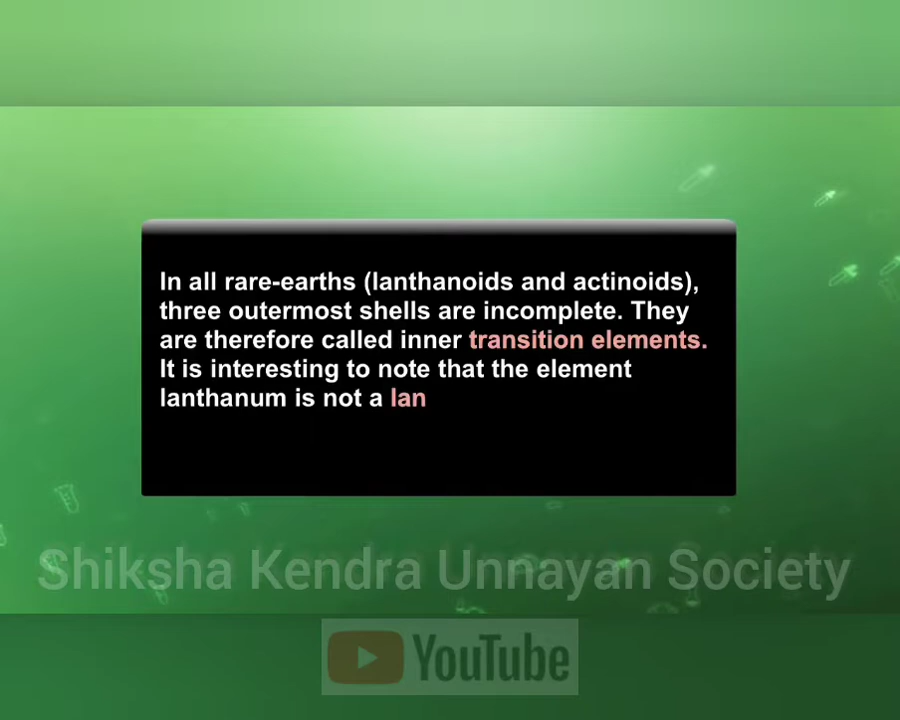 In all rare-earths (lanthanoids and actinoids),
three outermost shells are incomplete. They
are therefore called inner transition elements.
It is interesting to note that the element
lanthanum is not a lan
Shiksha Kendra Unnayan Society
YouTube